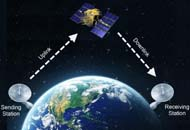 Uplink
Downlink
Sending
Station
Receiving
Station